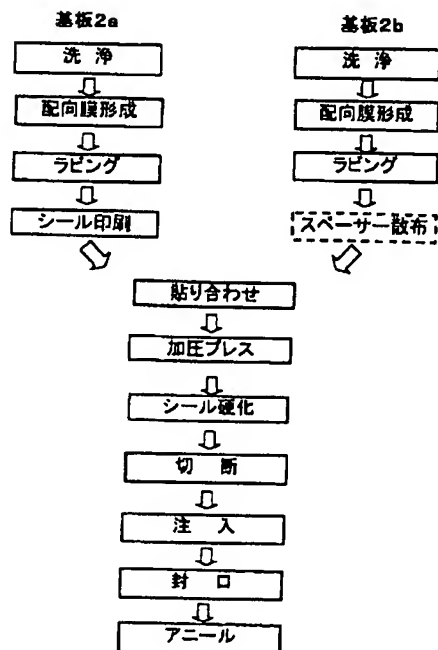 基板2a
洗浄
配向膜形成
ラビング
シール印刷
基板2b
洗浄
配向膜形成
ラビング
スペーサー散布
貼り合わせ
加圧プレス
シール硬化
切断
注入
封口
アニール